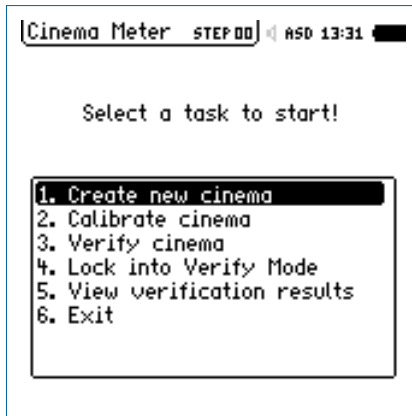 Cinema Meter STEP 00 ASD 13:31
Select a task to start!
1. Create new cinema
2. Calibrate cinema
3. Verify cinema
4. Lock into Verify Mode
5. View verification results
6. Exit